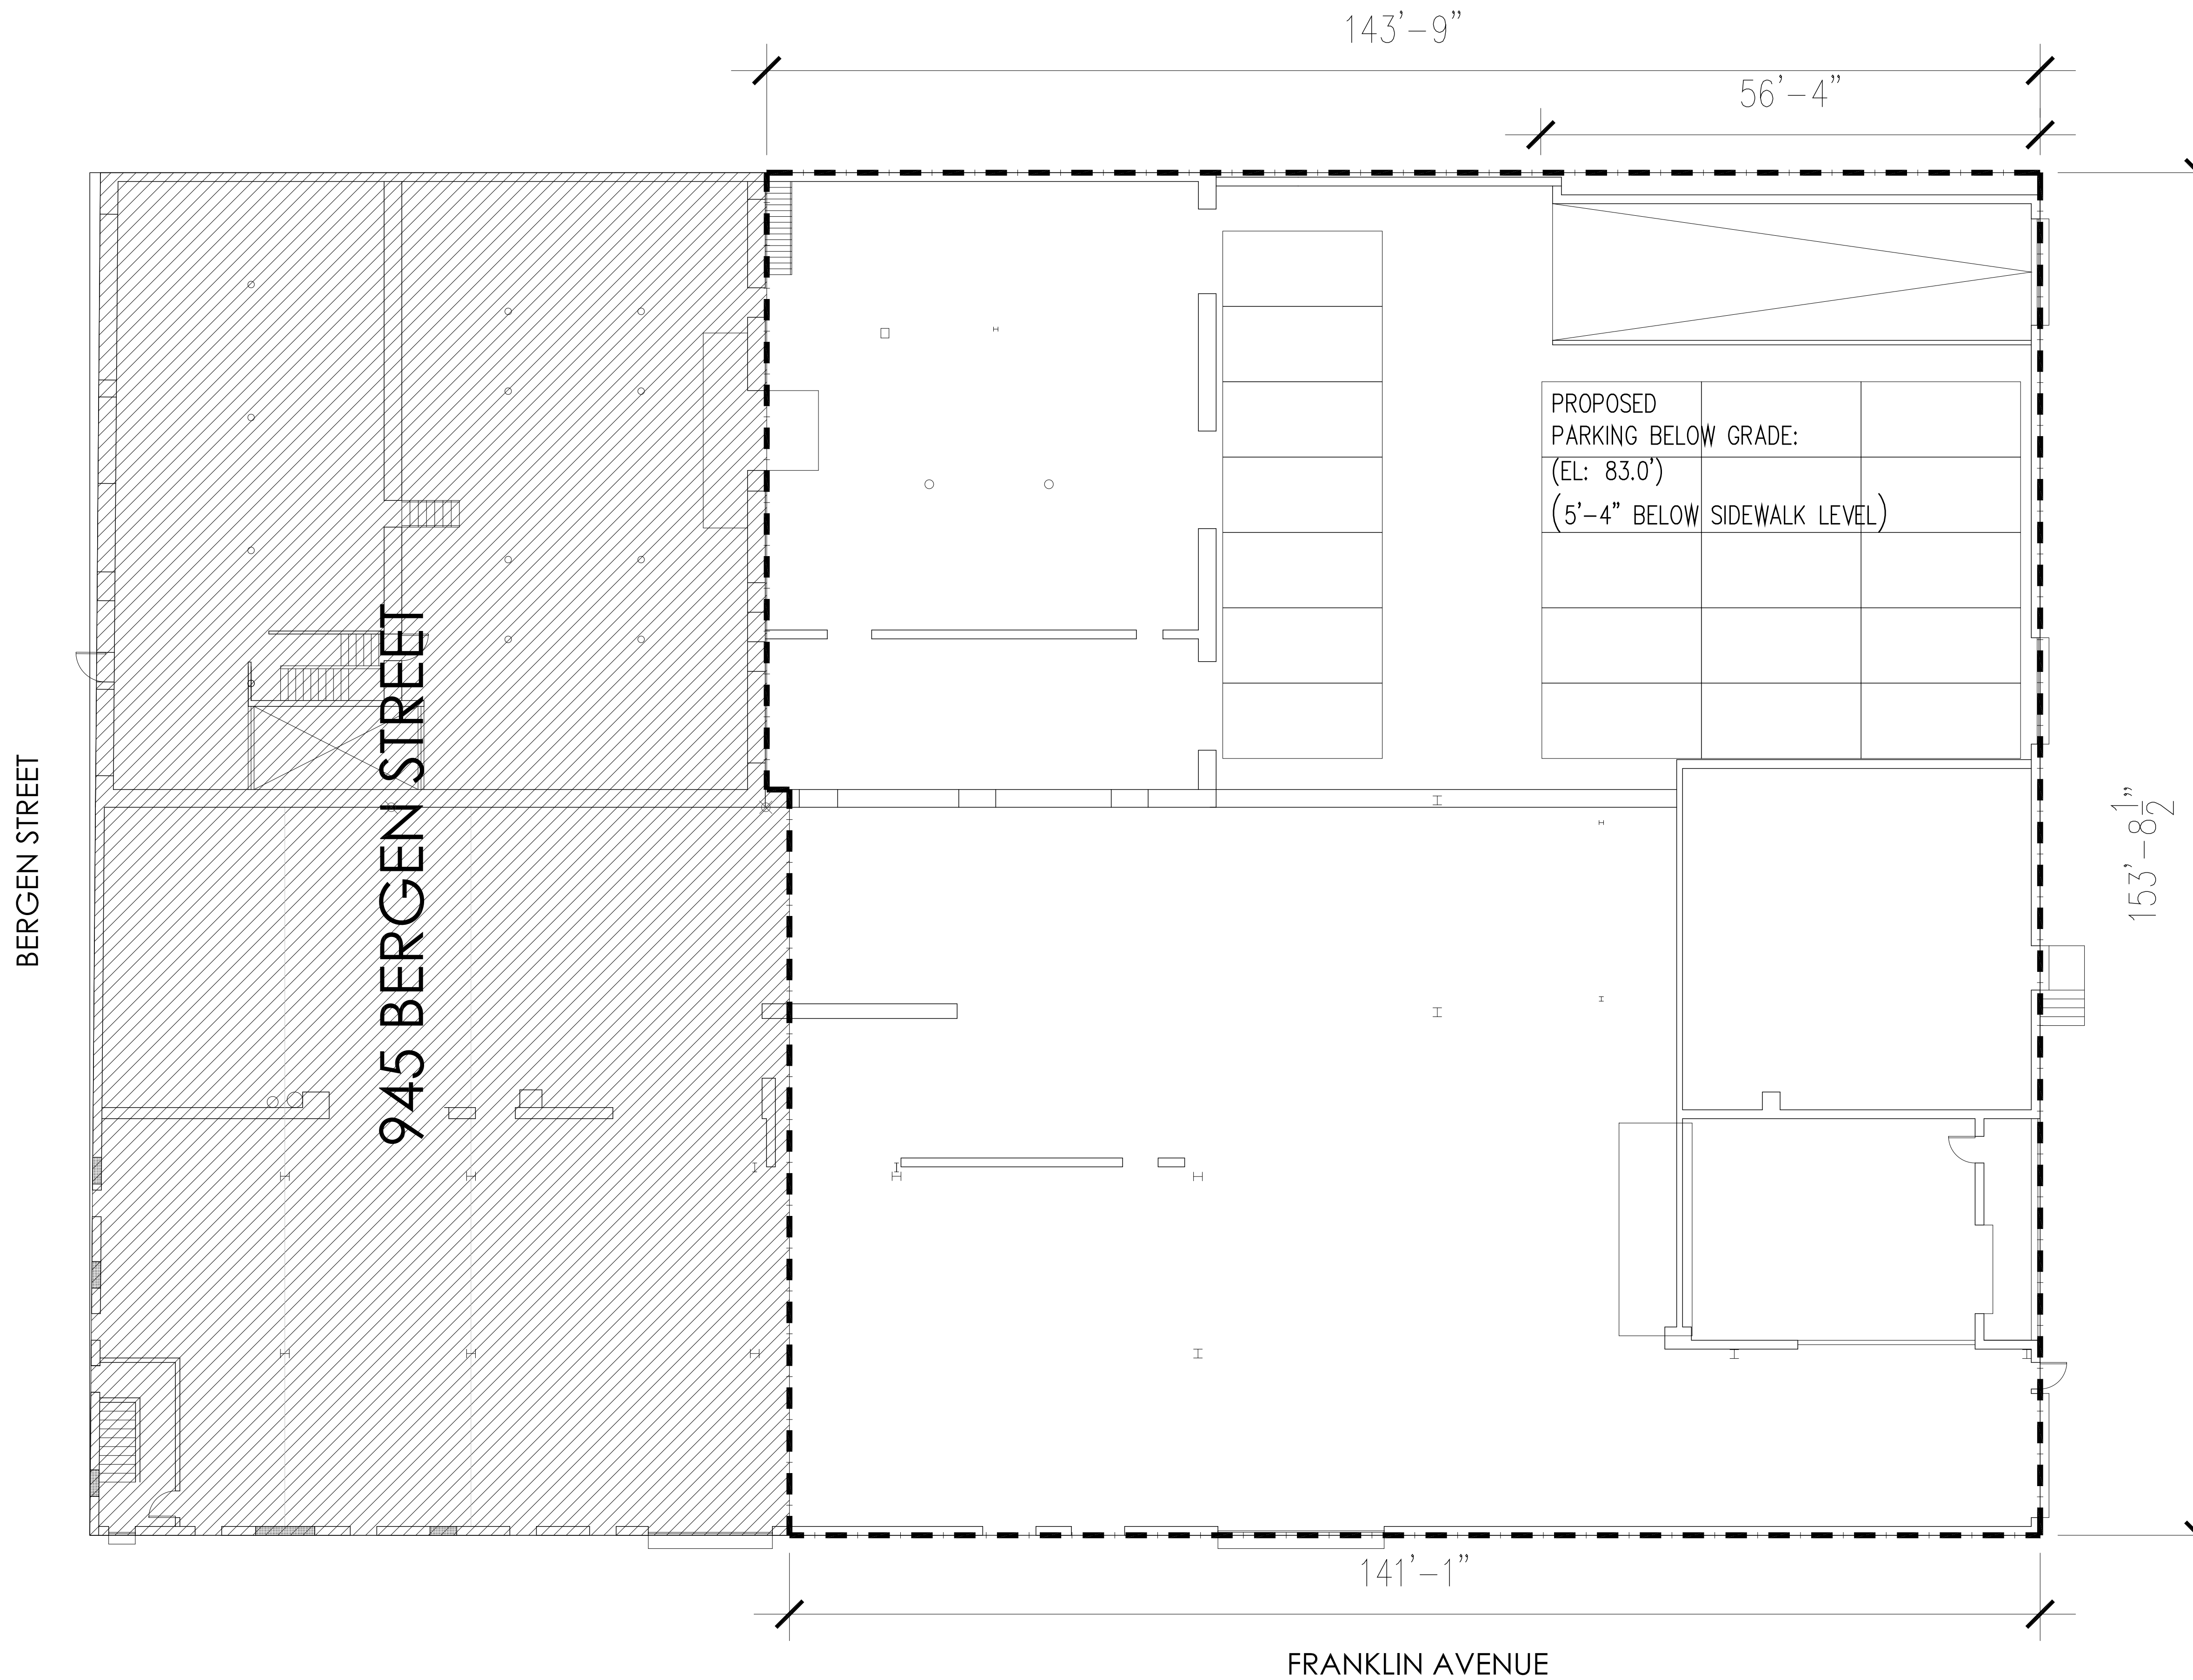 143'-9"
56'-4"
PROPOSED
PARKING BELOW GRADE:
(EL: 83.0')
(5'-4" BELOW SIDEWALK LEVEL)
BERGEN STREET
945 BERGEN STREET
153'-8 1/2"
141'-1"
FRANKLIN AVENUE